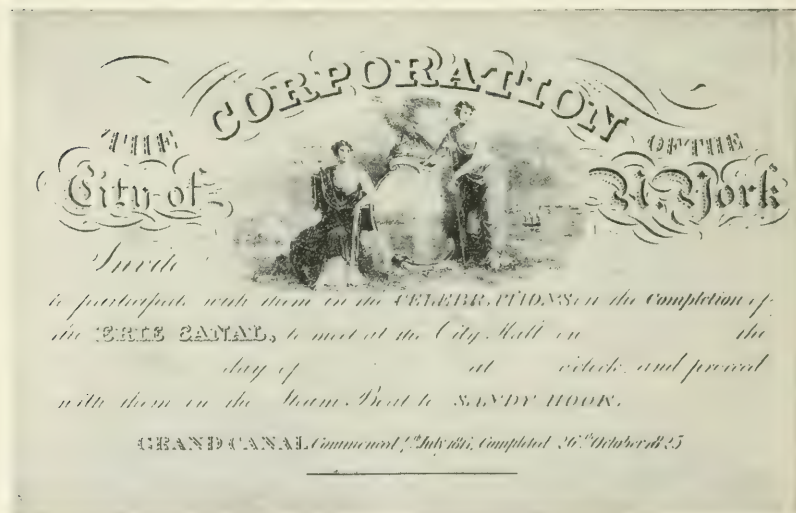 THE CORPORATION OF THE
City of N. York
Invite
to participate with them in the CELEBRATIONS on the Completion of
the ERIE CANAL, to meet at the City Hall on the
day of at o'clock and proceed
with them in the Steam Boat to SANDY HOOK.
GRAND CANAL Commenced 4th July 1817, Completed 26th October 1825